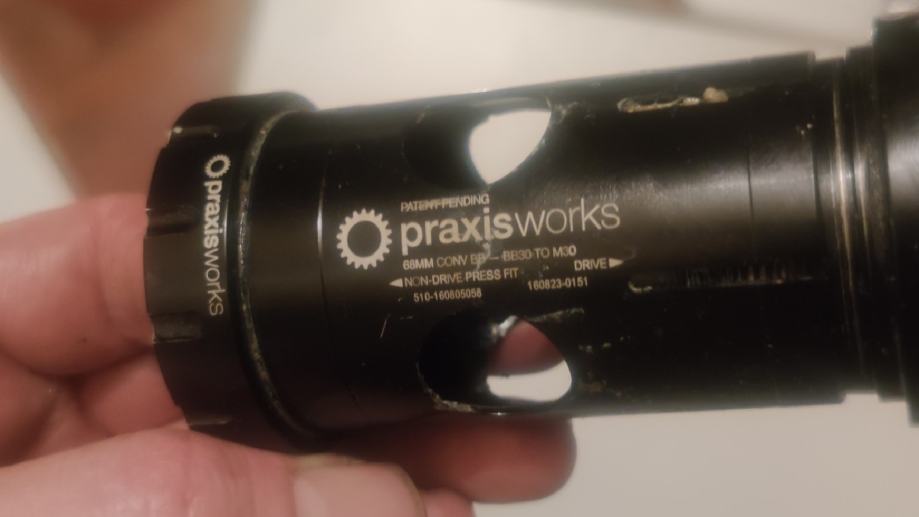 praxisworks
PATENT-PENDING
praxisworks
68MM CONV BB – BB30 TO M30
DRIVE ▶
◀ NON-DRIVE PRESS FIT
510-160805058
160823-0151